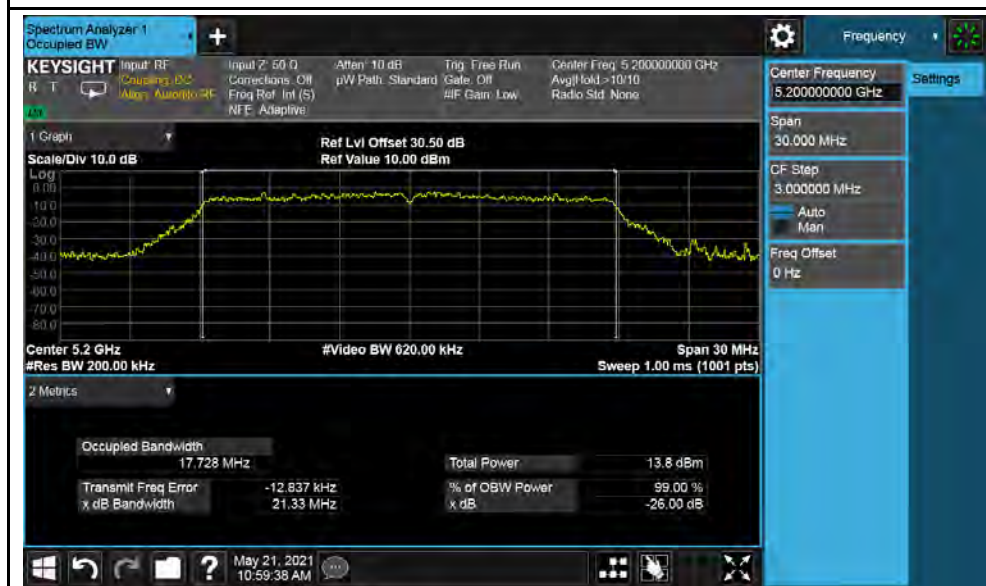 Spectrum Analyzer 1
Occupied BW
+
Frequency
KEYSIGHT Input: RF Input Z: 50 Ω Atten: 10 dB Trig: Free Run Center Freq: 5.200000000 GHz
R T Coupling: DC Corrections: Off µW Path: Standard Gate: Off Avg|Hold:>10/10
Align: Auto/No RF Freq Ref: Int (S) #IF Gain: Low Radio Std: None
NFE: Adaptive
Center Frequency
5.200000000 GHz
Settings
Span
30.000 MHz
CF Step
3.000000 MHz
Auto
Man
Freq Offset
0 Hz
1 Graph
Ref Lvl Offset 30.50 dB
Scale/Div 10.0 dB Ref Value 10.00 dBm
Log
0.00
-10.0
-20.0
-30.0
-40.0
-50.0
-60.0
-70.0
-80.0
Center 5.2 GHz #Video BW 620.00 kHz Span 30 MHz
#Res BW 200.00 kHz Sweep 1.00 ms (1001 pts)
2 Metrics
Occupied Bandwidth
17.728 MHz Total Power 13.8 dBm
Transmit Freq Error -12.837 kHz % of OBW Power 99.00 %
x dB Bandwidth 21.33 MHz x dB -26.00 dB
? May 21, 2021
10:59:38 AM